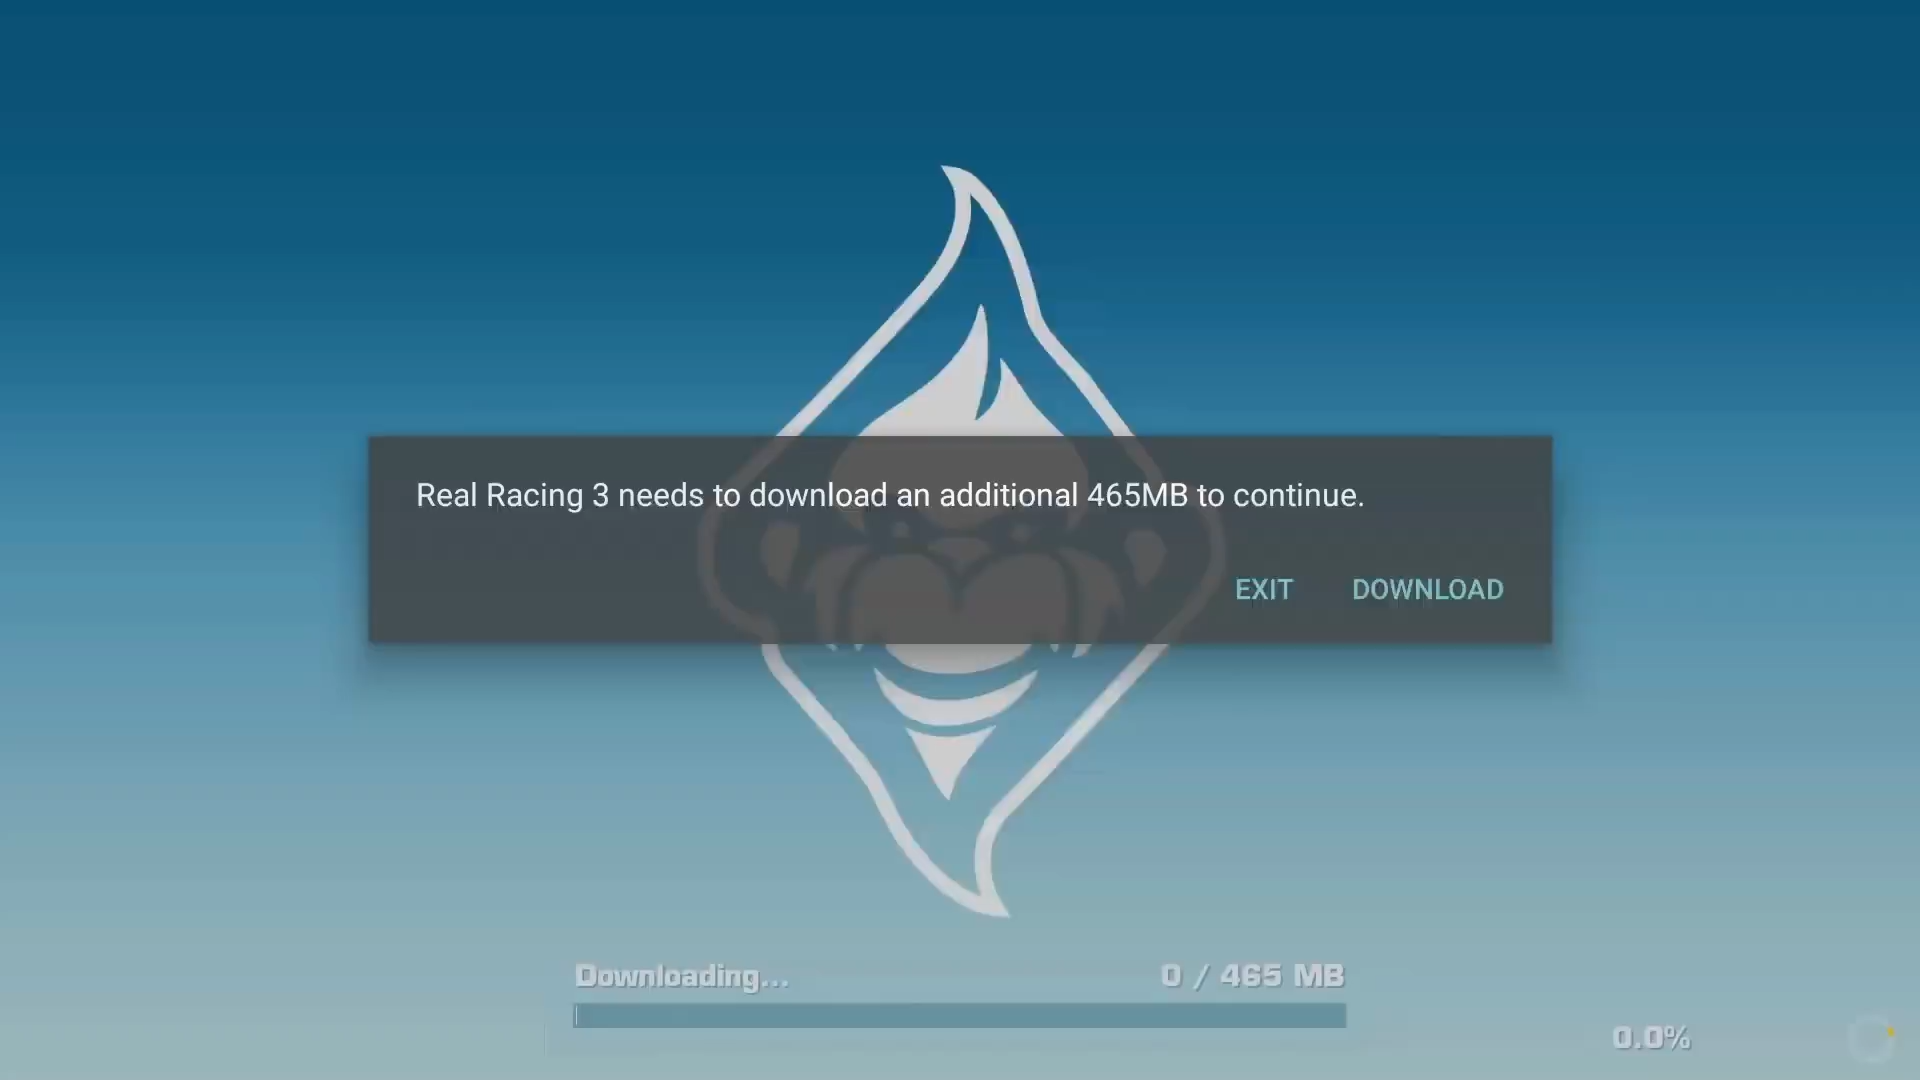 Real Racing 3 needs to download an additional 465MB to continue.
EXIT DOWNLOAD
Downloading... 0 / 465 MB
0.0%